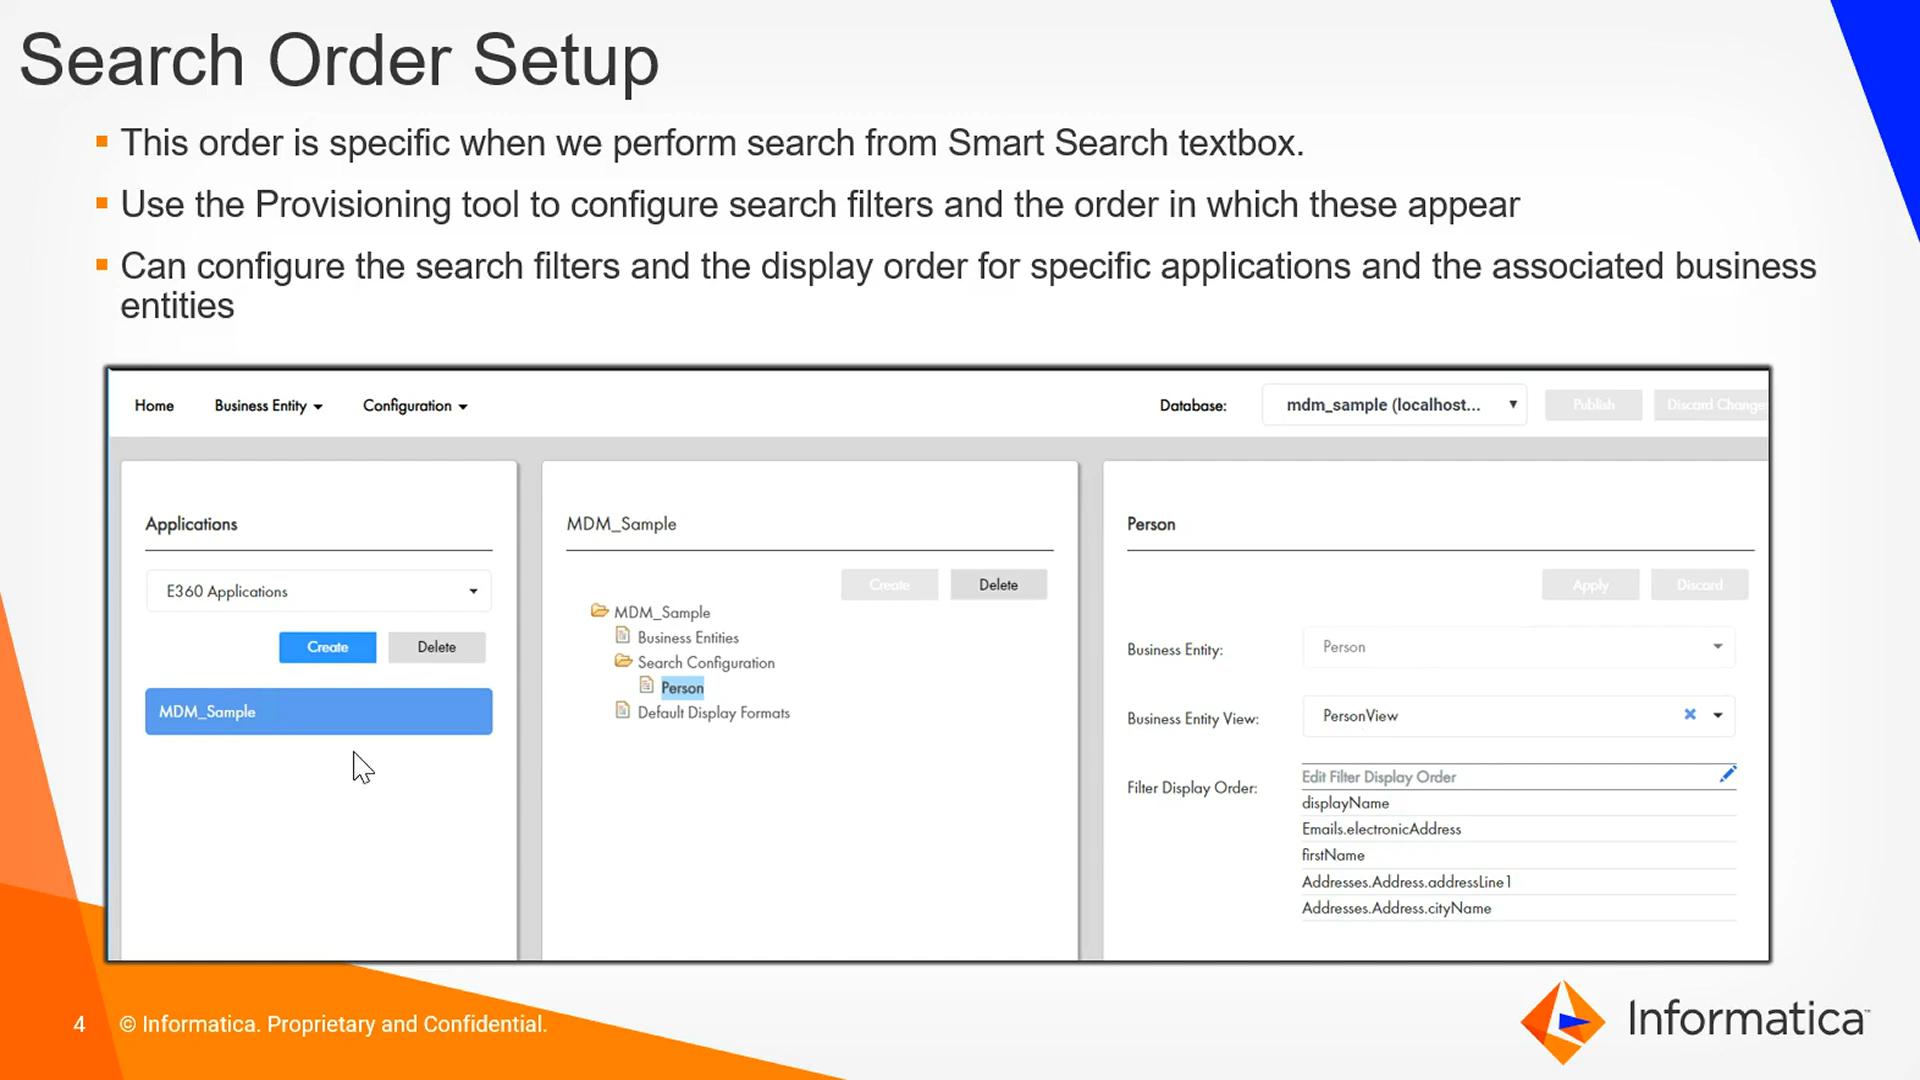 Search Order Setup
This order is specific when we perform search from Smart Search textbox.
Use the Provisioning tool to configure search filters and the order in which these appear
Can configure the search filters and the display order for specific applications and the associated business
entities
Home Business Entity Configuration Database: mdm_sample (localhost... Publish Discard Change
Applications
E360 Applications
Create Delete
MDM_Sample
MDM_Sample
Create Delete
MDM_Sample
Business Entities
Search Configuration
Person
Default Display Formats
Person
Apply Discard
Business Entity: Person
Business Entity View: PersonView
Filter Display Order: Edit Filter Display Order
displayName
Emails.electronicAddress
firstName
Addresses.Address.addressLine1
Addresses.Address.cityName
4 © Informatica. Proprietary and Confidential.
Informatica™